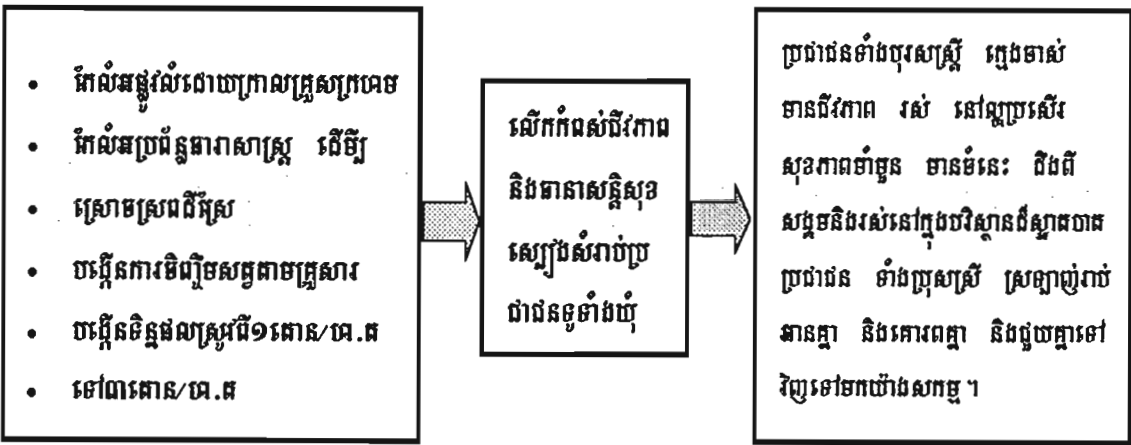 • កែលំអផ្លូវលំដោយក្រាលគ្រួសក្រហម
• កែលំអប្រព័ន្ធធារាសាស្ត្រ ដើម្បី
• ស្រោចស្រពដីស្រែ
• បង្កើនការចិញ្ចឹមសត្វតាមគ្រួសារ
• បង្កើនទិន្នផលស្រូវពី១តោន/ហ.ត
• ទៅ៣តោន/ហ.ត
លើកកំពស់ជីវភាព
និងធានាសន្តិសុខ
ស្បៀងសំរាប់ប្រ
ជាជនទូទាំងឃុំ
ប្រជាជនទាំងបុរសស្ត្រី ក្មេងចាស់
មានជីវភាព រស់ នៅល្អប្រសើរ
សុខភាពមាំមួន មានចំនេះ ដឹងពី
សង្គមនិងរស់នៅក្នុងបរិស្ថានដ៏ស្អាតបាត
ប្រជាជន ទាំងប្រុសស្រី ស្រឡាញ់រាប់
អានគ្នា និងគោរពគ្នា និងជួយគ្នាទៅ
វិញទៅមកយ៉ាងសកម្ម ។